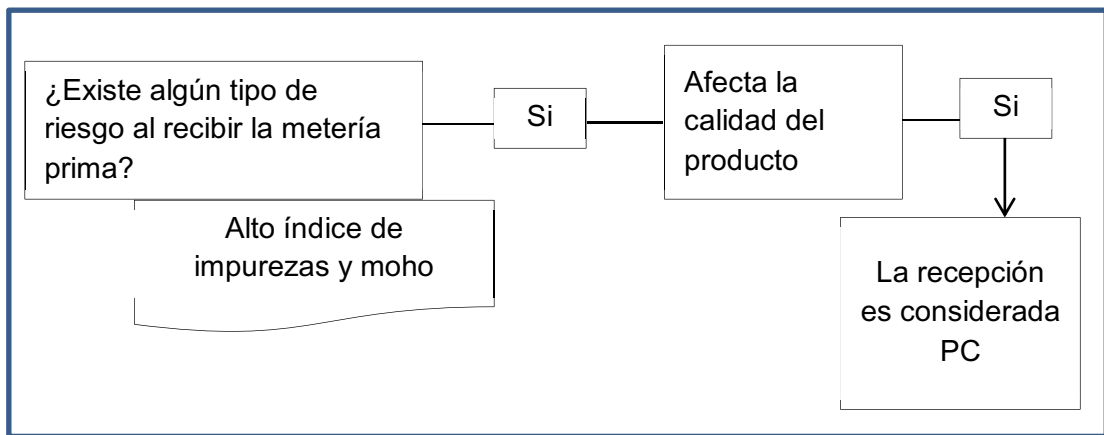 ¿Existe algún tipo de
riesgo al recibir la metería
prima?
Alto índice de
impurezas y moho
Si
Afecta la
calidad del
producto
Si
La recepción
es considerada
PC